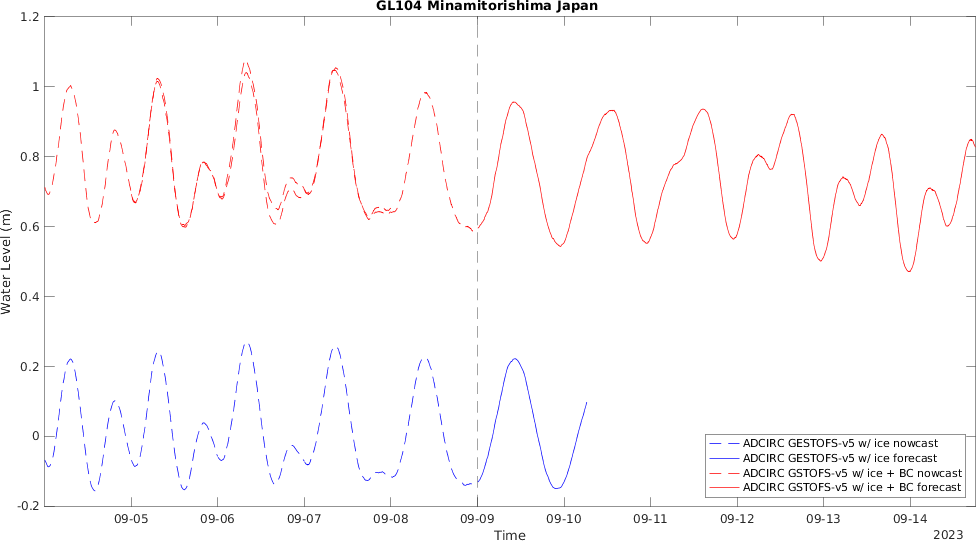 GL104 Minamitorishima Japan
1.2
1
0.8
0.6
0.4
0.2
0
-0.2
Water Level (m)
ADCIRC GESTOFS-v5 w/ ice nowcast
ADCIRC GESTOFS-v5 w/ ice forecast
ADCIRC GSTOFS-v5 w/ ice + BC nowcast
ADCIRC GSTOFS-v5 w/ ice + BC forecast
09-05 09-06 09-07 09-08 09-09 09-10 09-11 09-12 09-13 09-14
Time
2023